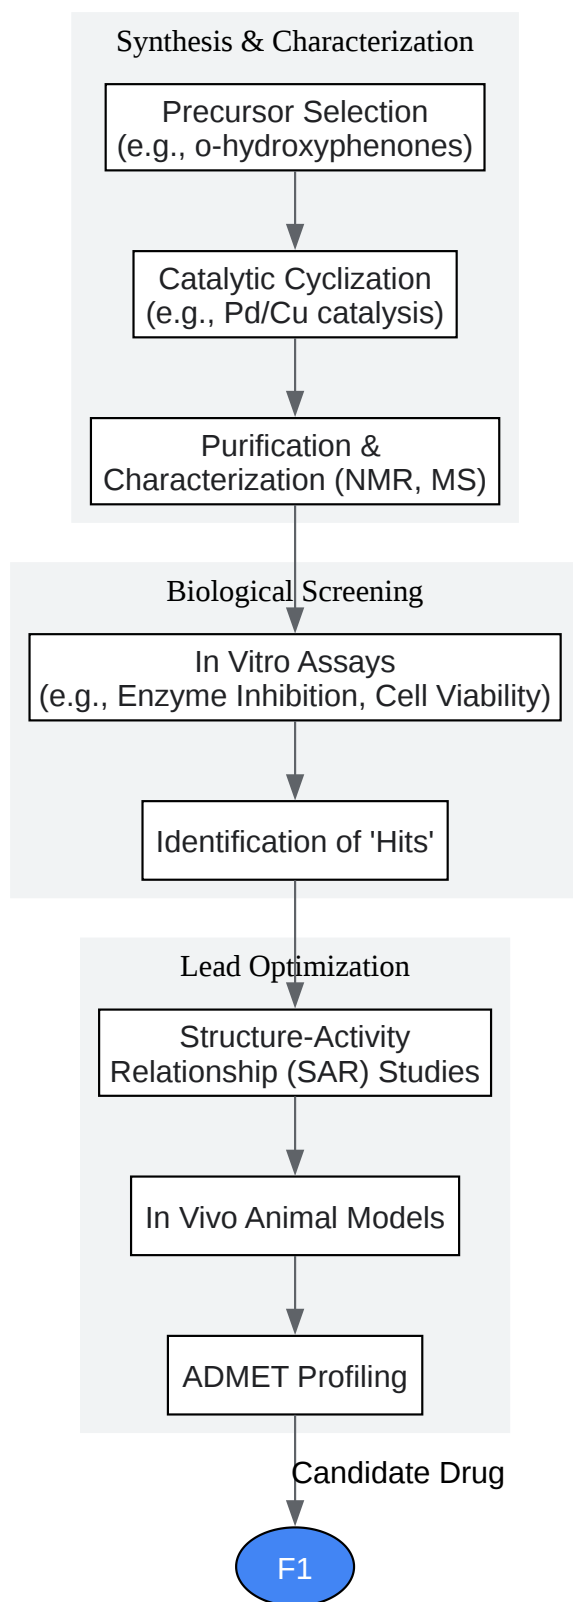 Synthesis & Characterization
Precursor Selection
(e.g., o-hydroxyphenones)
Catalytic Cyclization
(e.g., Pd/Cu catalysis)
Purification &
Characterization (NMR, MS)
Biological Screening
In Vitro Assays
(e.g., Enzyme Inhibition, Cell Viability)
Identification of 'Hits'
Lead Optimization
Structure-Activity
Relationship (SAR) Studies
In Vivo Animal Models
ADMET Profiling
Candidate Drug
F1